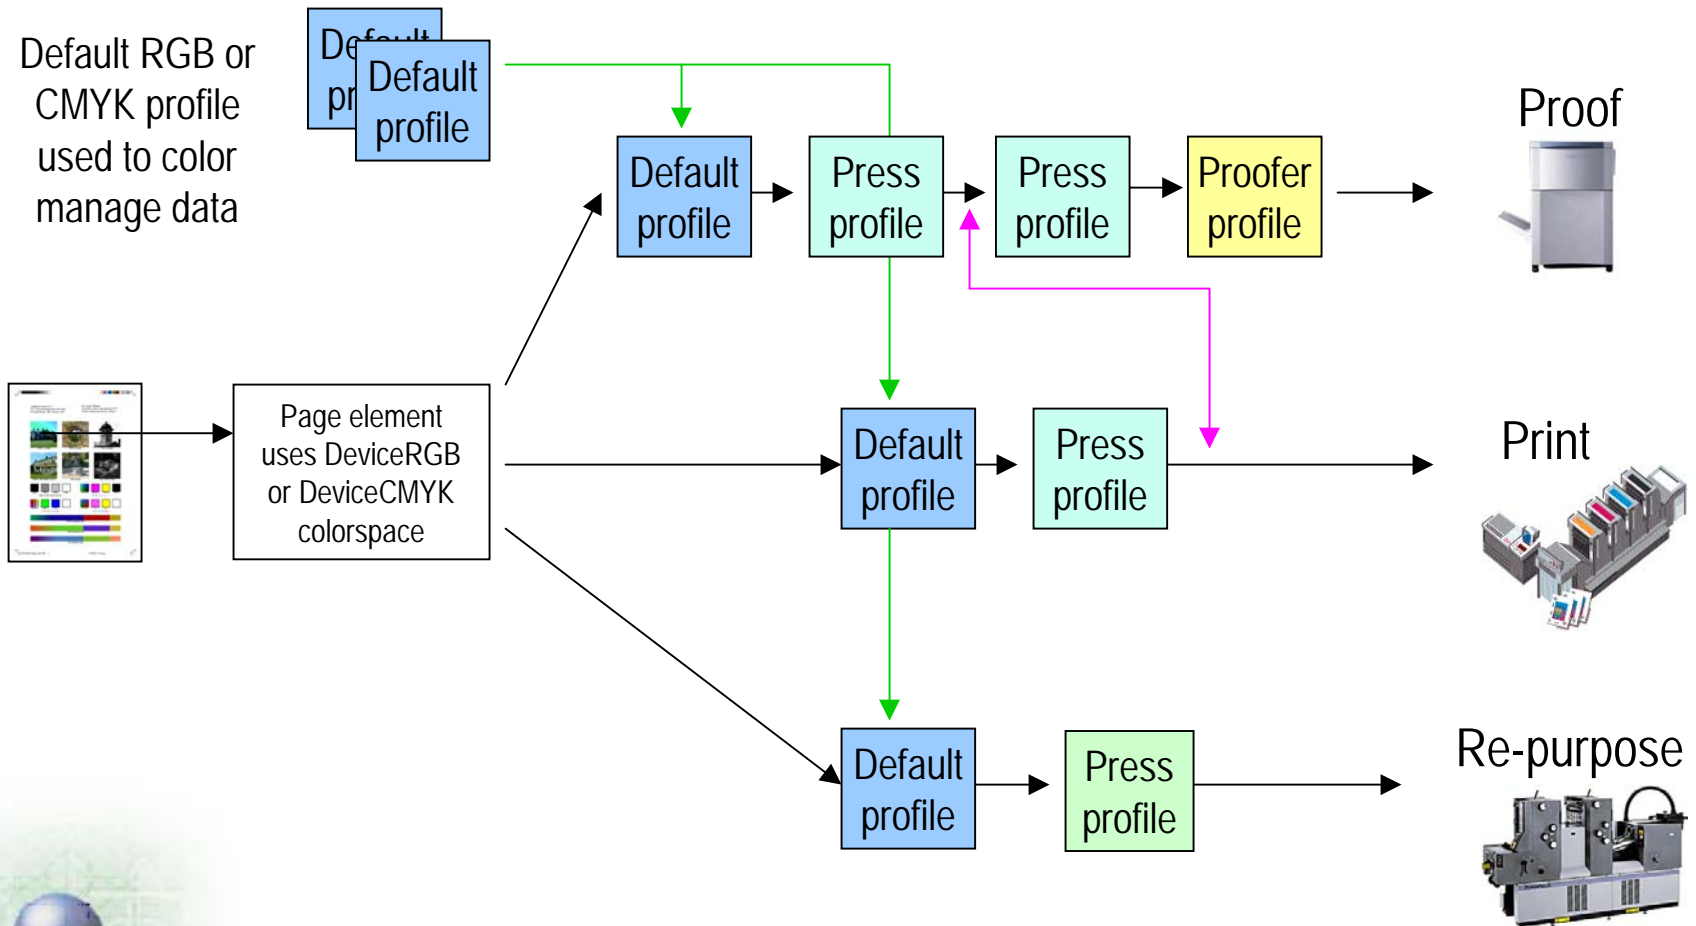 Default RGB or
CMYK profile
used to color
manage data
Default
Default
profile
Default
profile
Press
profile
Press
profile
Proofer
profile
Proof
Page element
uses DeviceRGB
or DeviceCMYK
colorspace
Default
profile
Press
profile
Print
Default
profile
Press
profile
Re-purpose